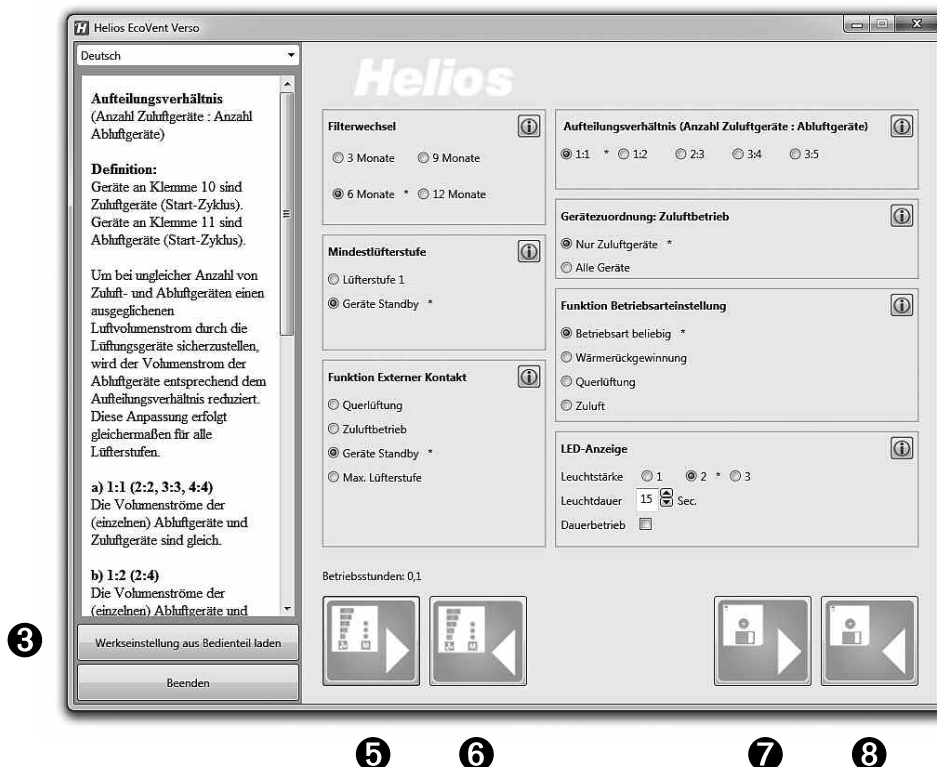 Helios EcoVent Verso
Deutsch
Aufteilungsverhältnis
(Anzahl Zuluftgeräte : Anzahl
Abluftgeräte)
Definition:
Geräte an Klemme 10 sind
Zuluftgeräte (Start-Zyklus).
Geräte an Klemme 11 sind
Abluftgeräte (Start-Zyklus).
Um bei ungleicher Anzahl von
Zuluft- und Abluftgeräten einen
ausgeglichenen
Luftvolumenstrom durch die
Lüftungsgeräte sicherzustellen,
wird der Volumenstrom der
Abluftgeräte entsprechend dem
Aufteilungsverhältnis reduziert.
Diese Anpassung erfolgt
gleichermaßen für alle
Lüfterstufen.
a) 1:1 (2:2, 3:3, 4:4)
Die Volumenströme der
(einzelnen) Abluftgeräte und
Zuluftgeräte sind gleich.
b) 1:2 (2:4)
Die Volumenströme der
(einzelnen) Abluftgeräte und
❸
Werkseinstellung aus Bedienteil laden
Beenden
Helios
Filterwechsel
3 Monate 9 Monate
6 Monate * 12 Monate
Mindestlüfterstufe
Lüfterstufe 1
Geräte Standby *
Funktion Externer Kontakt
Querlüftung
Zuluftbetrieb
Geräte Standby *
Max. Lüfterstufe
Aufteilungsverhältnis (Anzahl Zuluftgeräte : Abluftgeräte)
1:1 * 1:2 2:3 3:4 3:5
Gerätezuordnung: Zuluftbetrieb
Nur Zuluftgeräte *
Alle Geräte
Funktion Betriebsarteinstellung
Betriebsart beliebig *
Wärmerückgewinnung
Querlüftung
Zuluft
LED-Anzeige
Leuchtstärke 1 2 * 3
Leuchtdauer 15 Sec.
Dauerbetrieb
Betriebsstunden: 0,1
❺ ❻ ❼ ❽